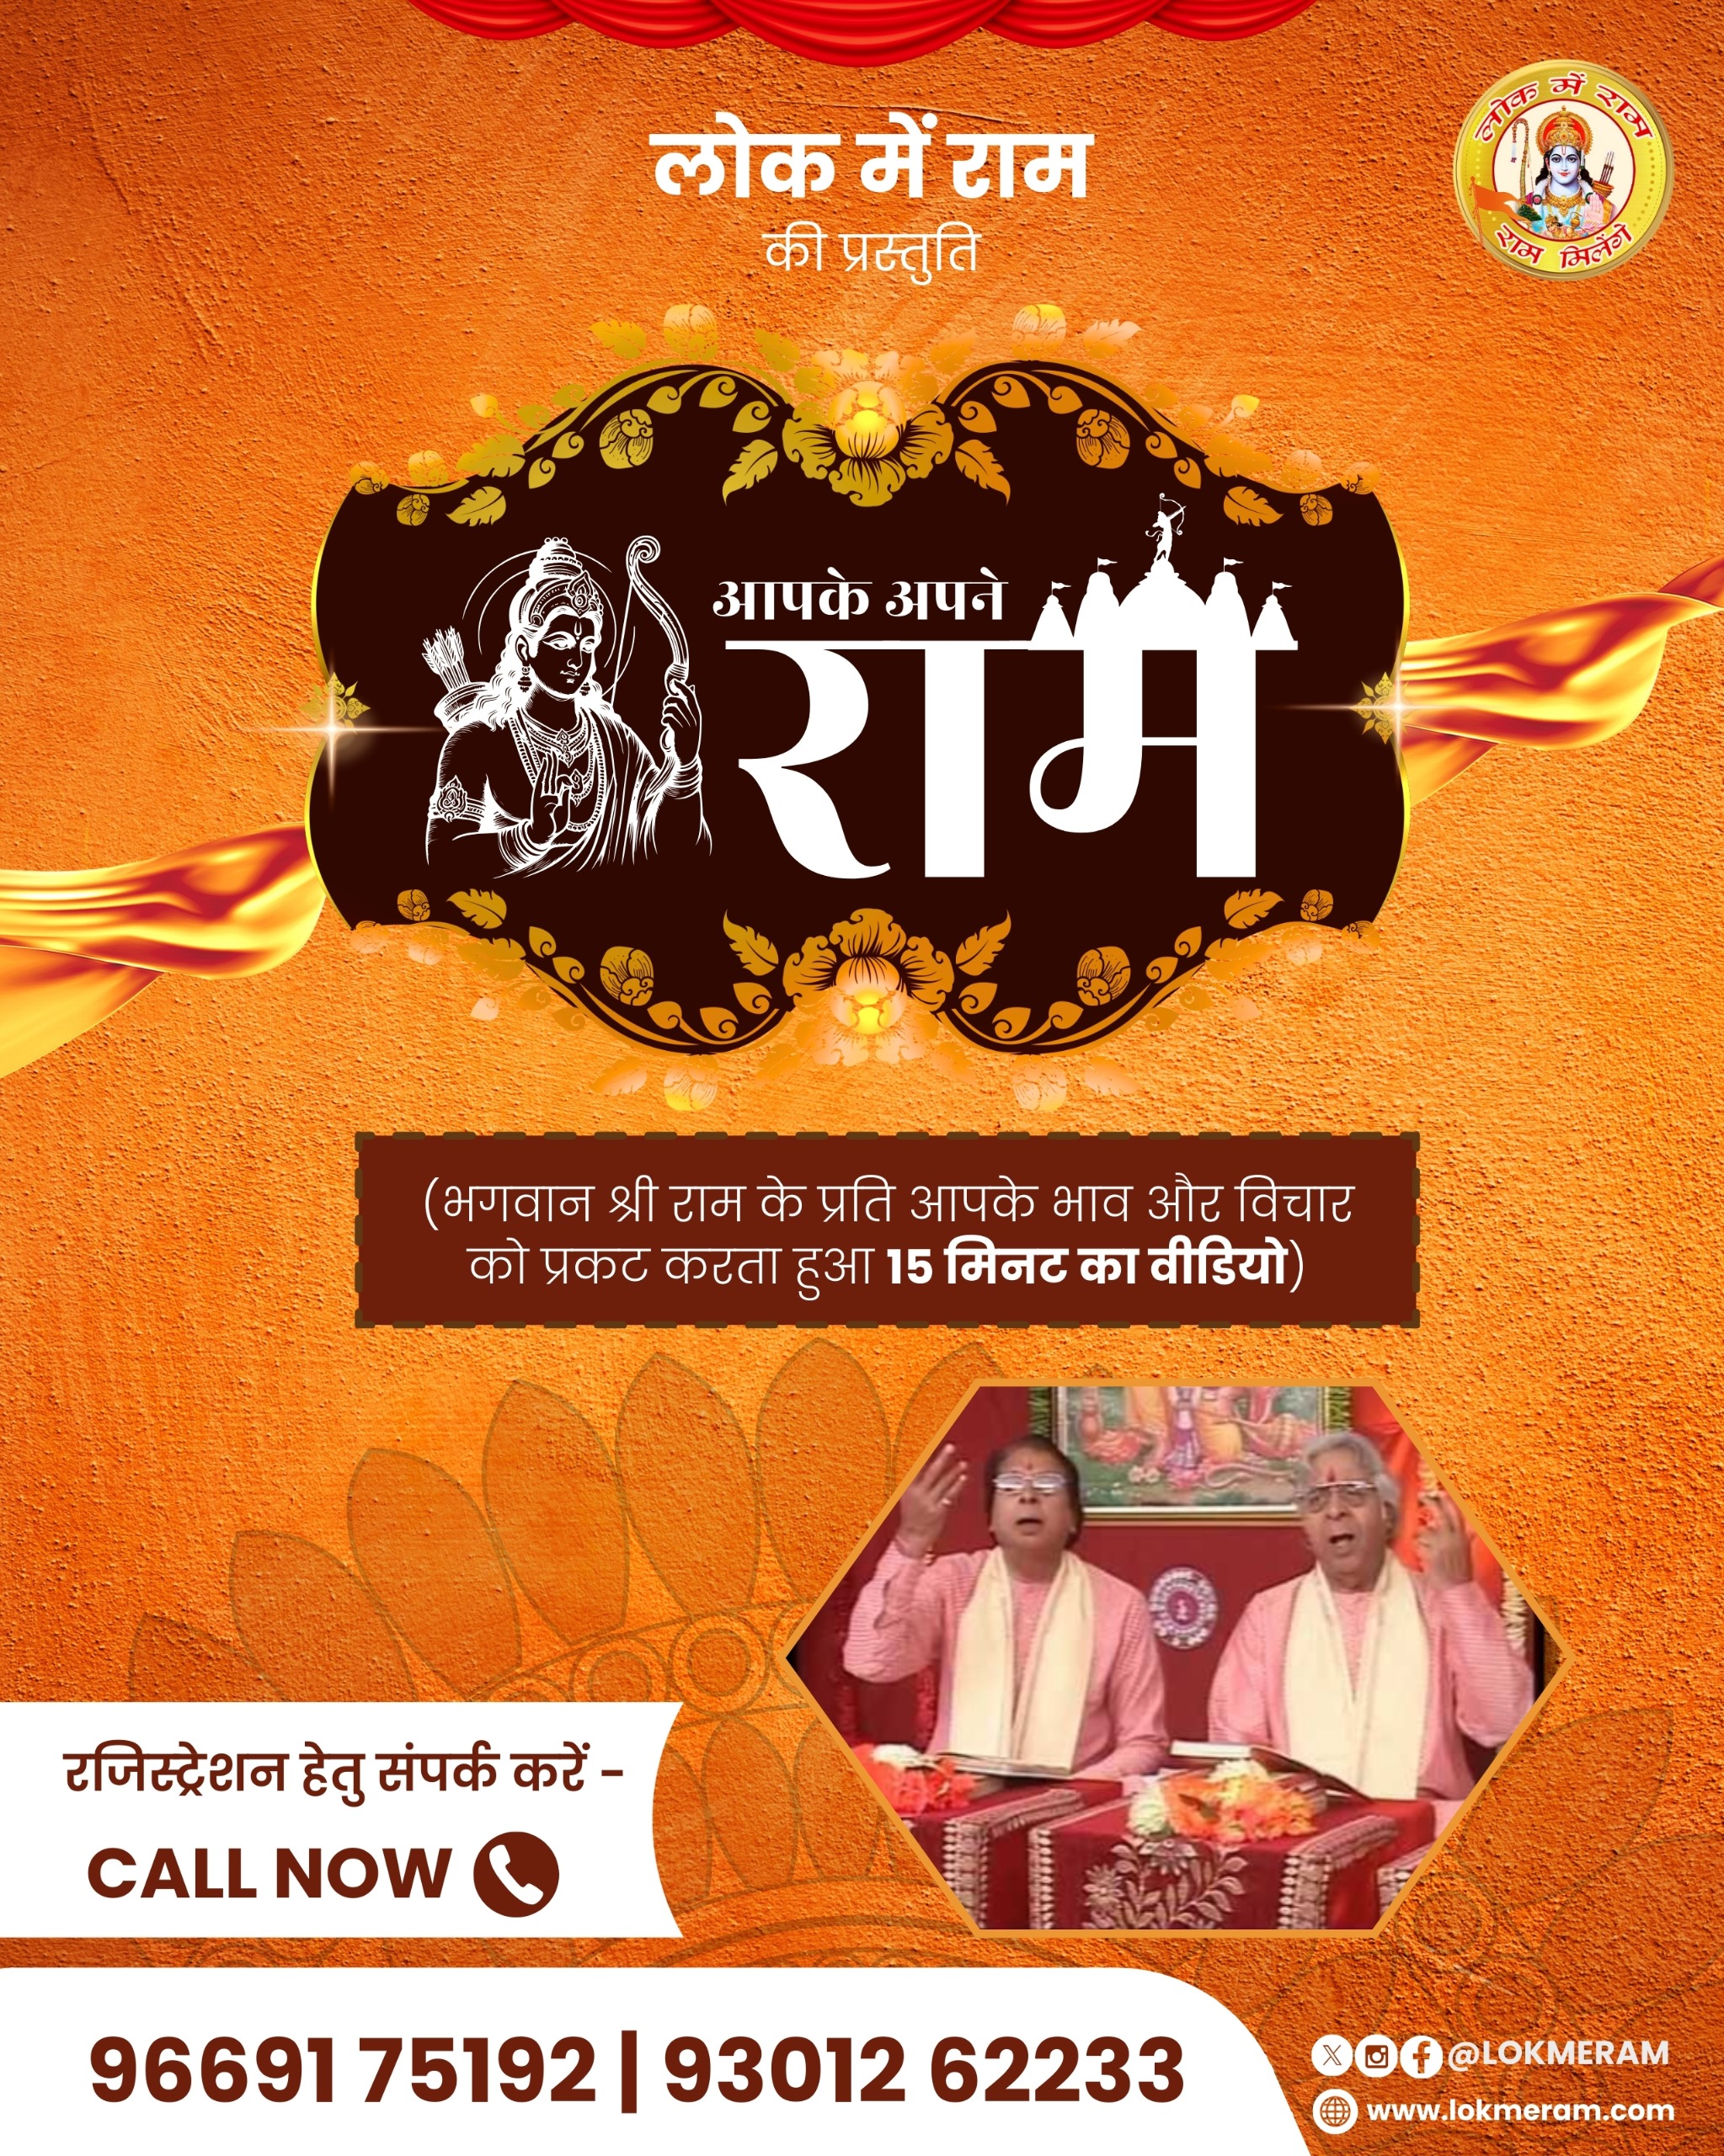 लोक में राम
की प्रस्तुति
लोक में राम
राम मिलेंगे
आपके अपने
राम
(भगवान श्री राम के प्रति आपके भाव और विचार
को प्रकट करता हुआ 15 मिनट का वीडियो)
रजिस्ट्रेशन हेतु संपर्क करें -
CALL NOW
96691 75192 | 93012 62233
@LOKMERAM
www.lokmeram.com